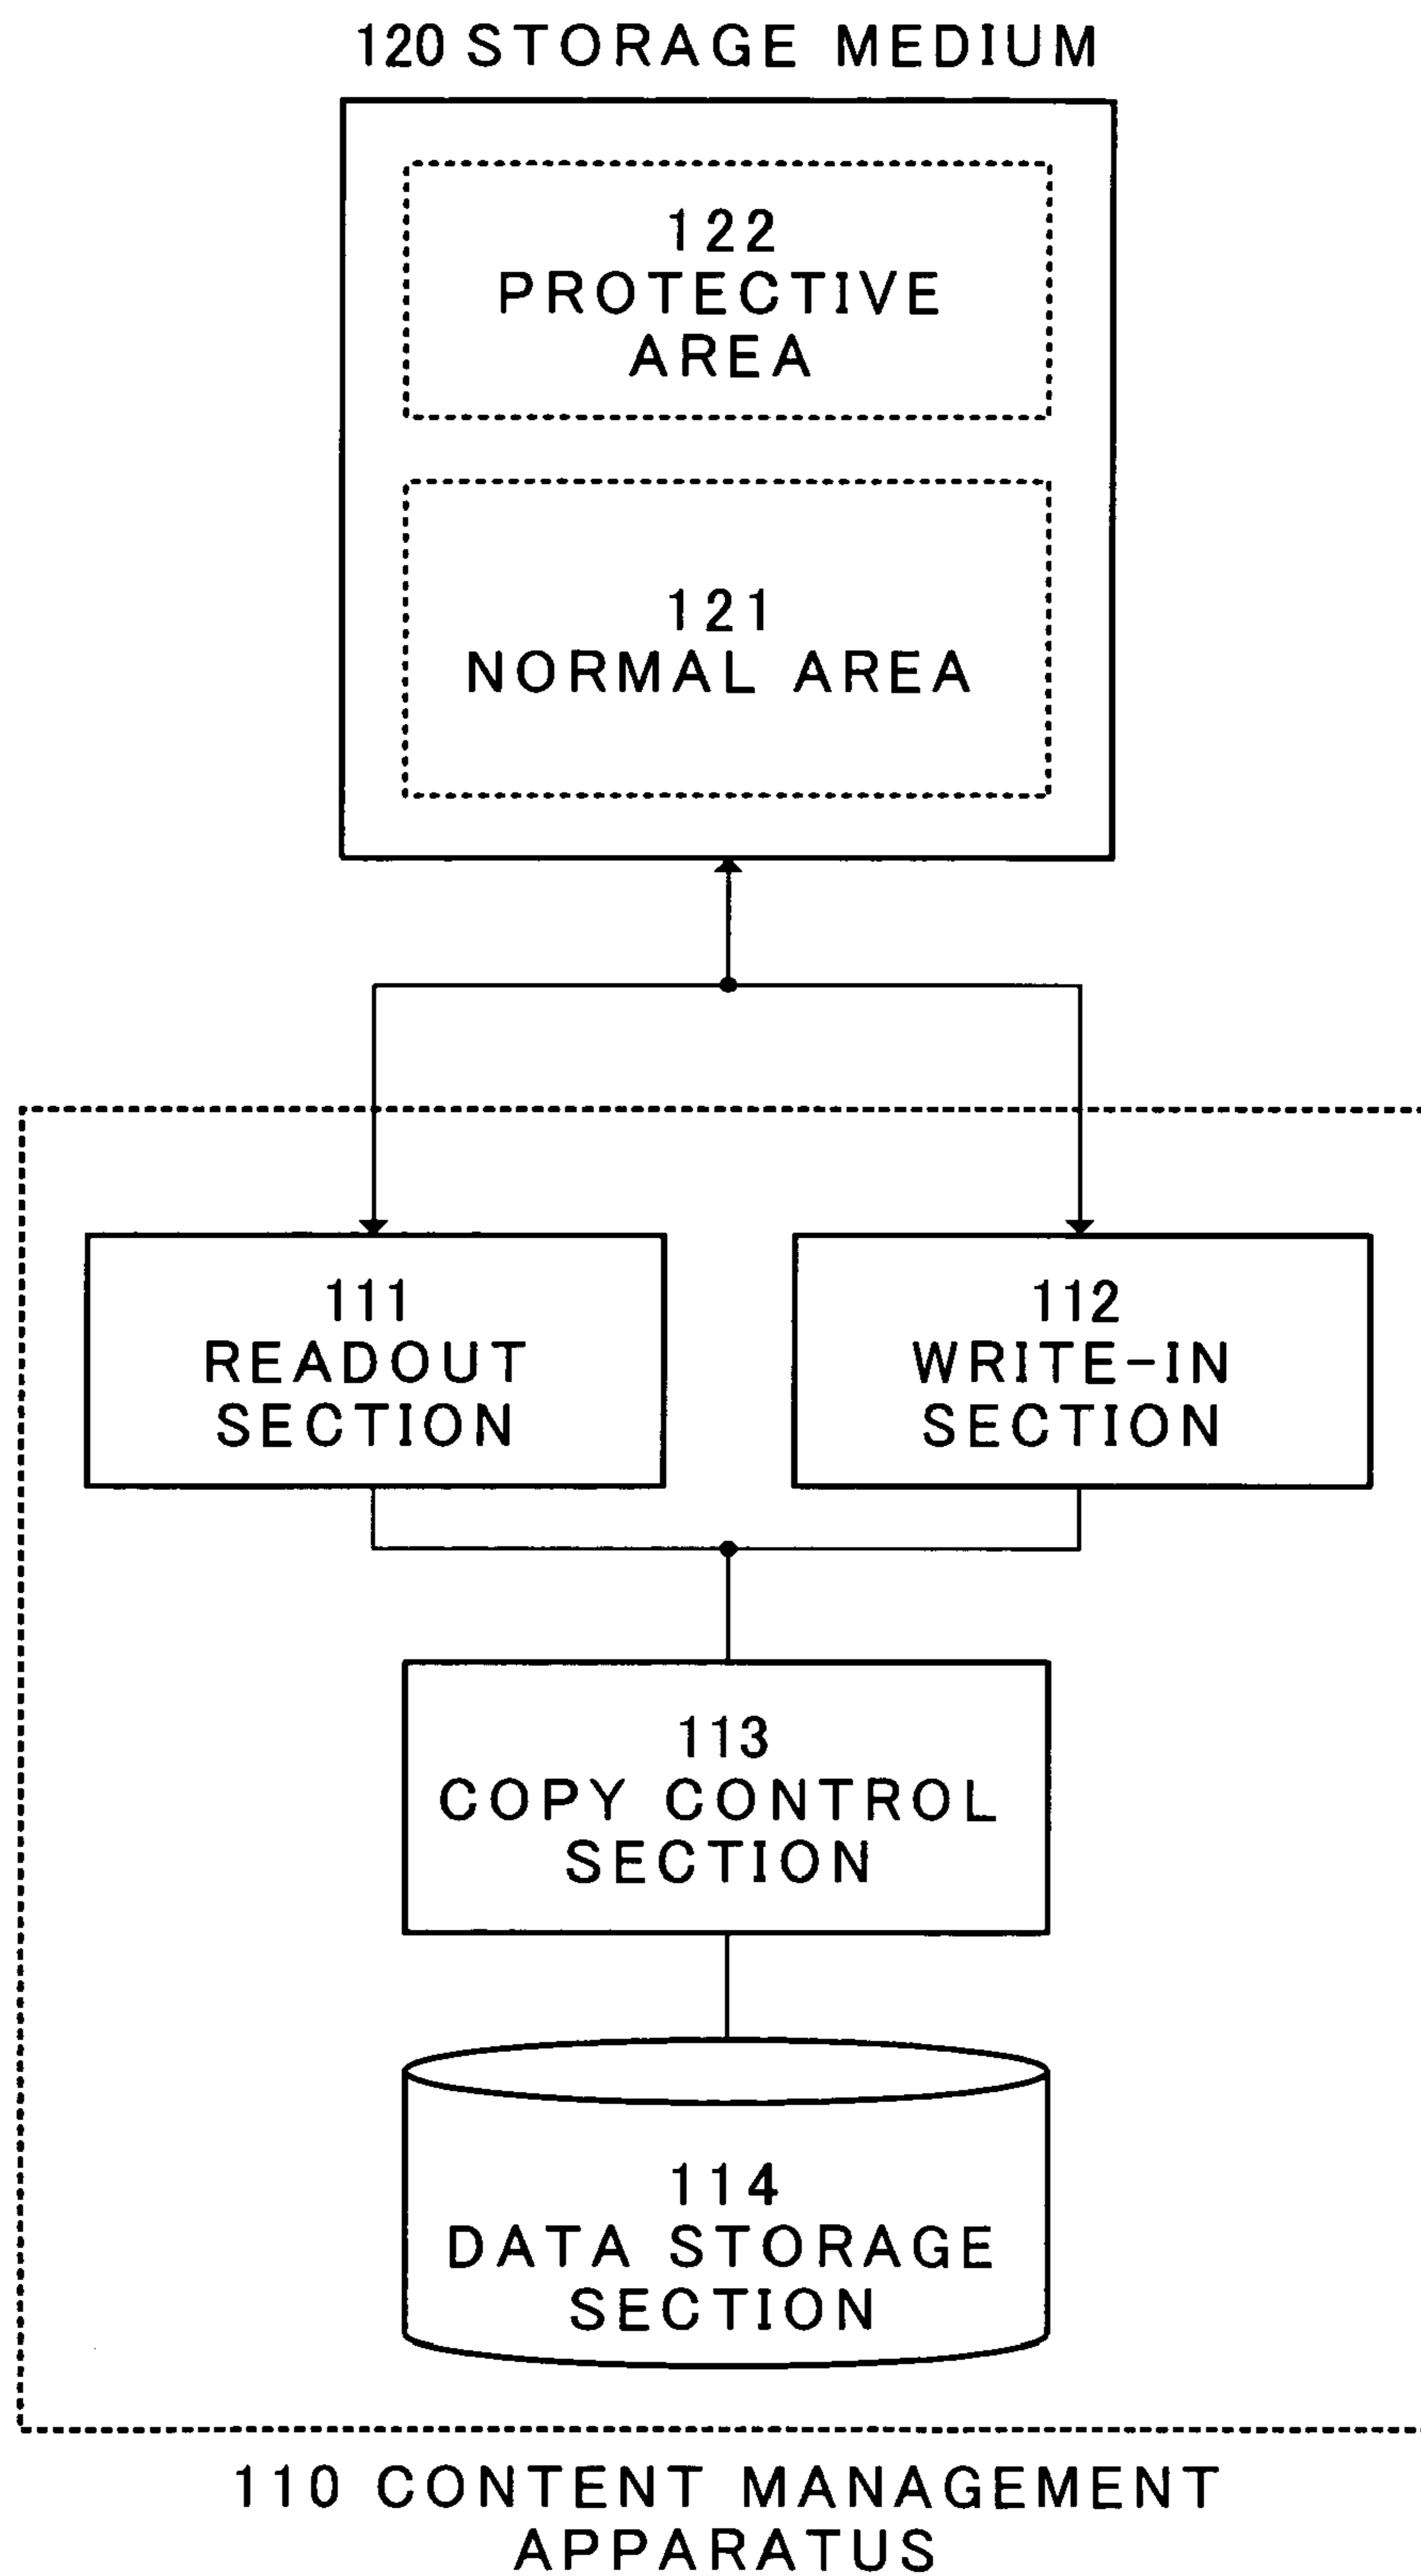 120 STORAGE MEDIUM
122
PROTECTIVE
AREA
121
NORMAL AREA
111
READOUT
SECTION
112
WRITE-IN
SECTION
113
COPY CONTROL
SECTION
114
DATA STORAGE
SECTION
110 CONTENT MANAGEMENT
APPARATUS